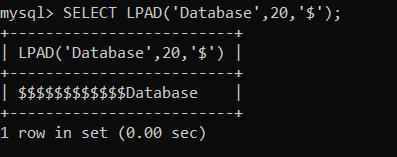 mysql> SELECT LPAD('Database',20,'$');
+-------------------------+
| LPAD('Database',20,'$') |
+-------------------------+
| $$$$$$$$$$$$Database    |
+-------------------------+
1 row in set (0.00 sec)